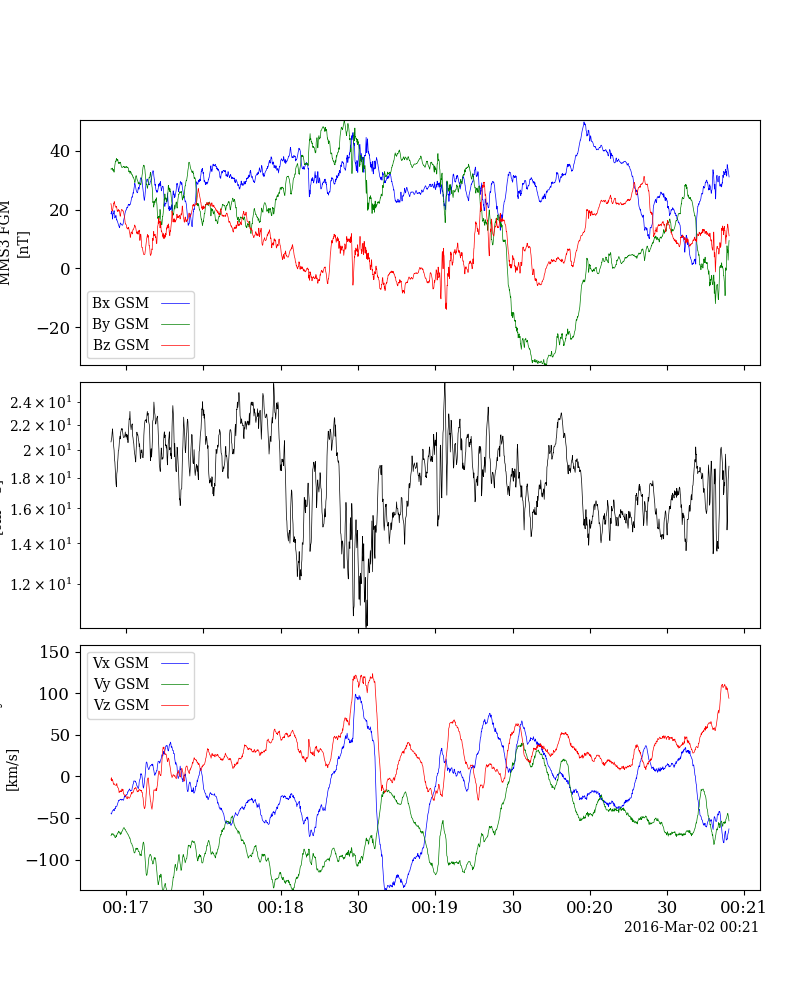 MMS3 FGM
[nT]
40
20
0
−20
Bx GSM
By GSM
Bz GSM
2.4 × 10¹
2.2 × 10¹
2 × 10¹
1.8 × 10¹
1.6 × 10¹
1.4 × 10¹
1.2 × 10¹
150
100
50
0
−50
−100
[km/s]
Vx GSM
Vy GSM
Vz GSM
00:17 30 00:18 30 00:19 30 00:20 30 00:21
2016-Mar-02 00:21